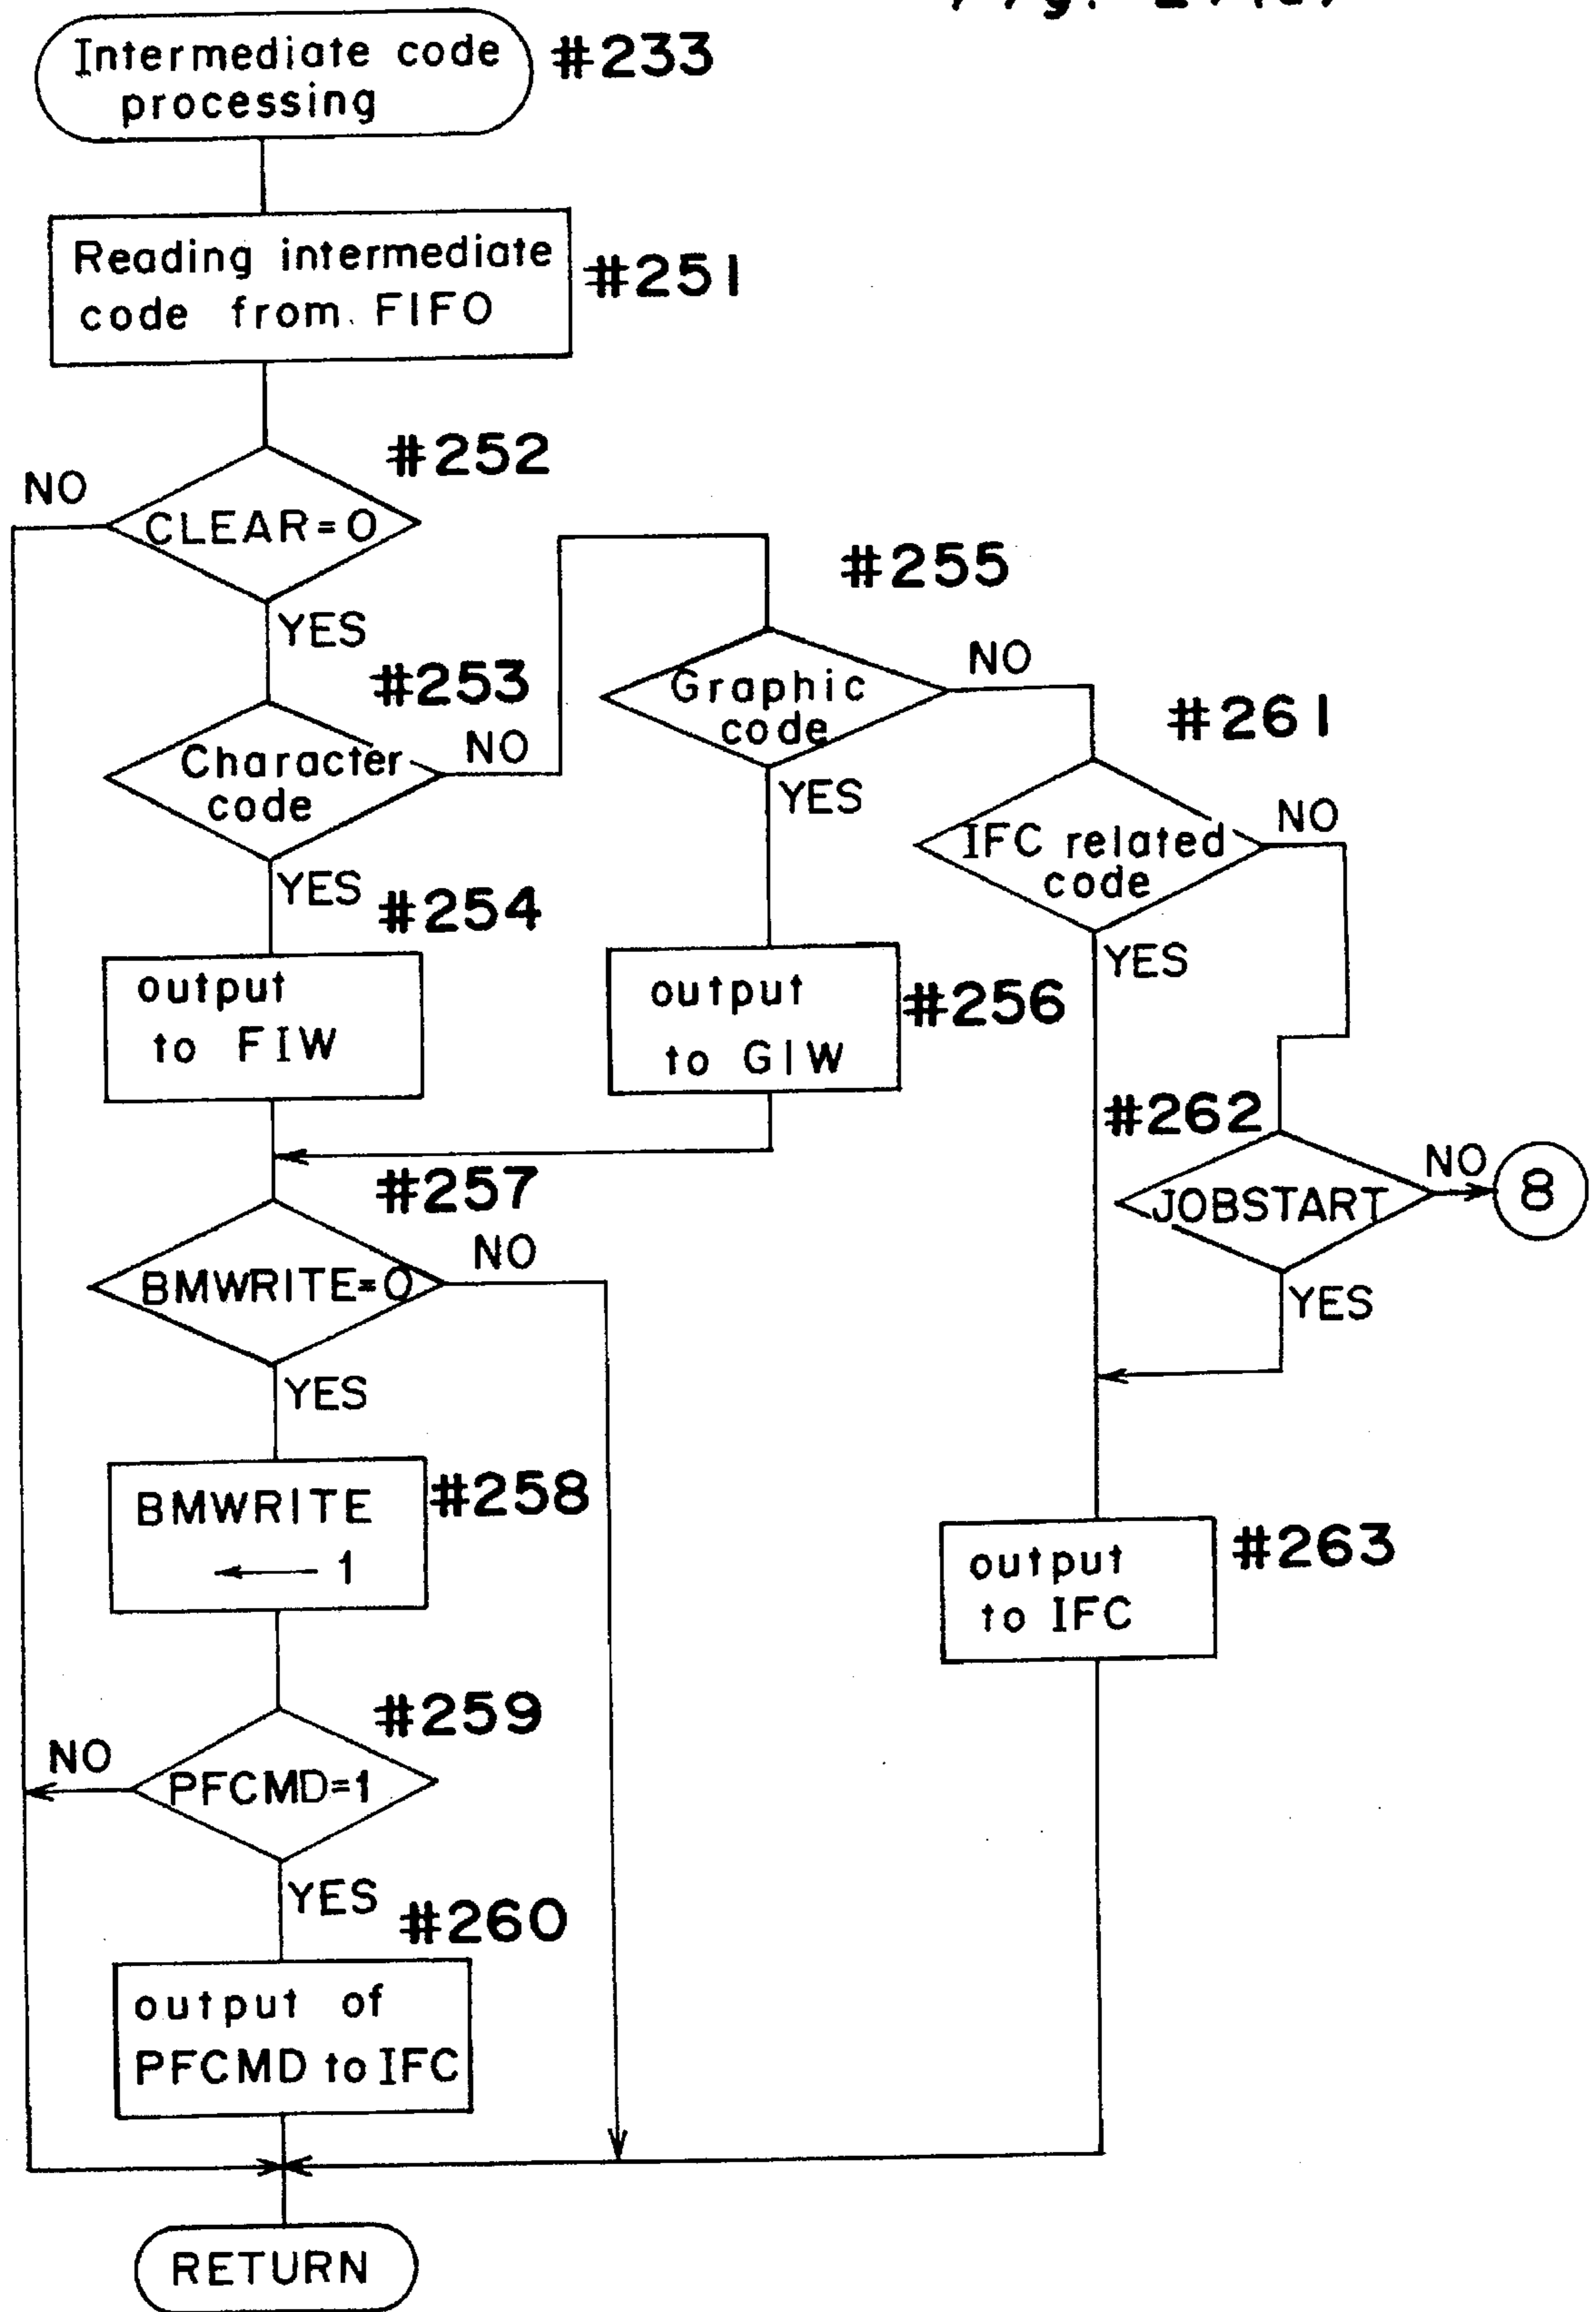 Intermediate code
processing
#233
Reading intermediate
code from FIFO
#251
#252
NO
CLEAR=0
YES
#253
Character
code
NO
YES
#254
output
to FIW
#255
Graphic
code
NO
YES
output
to GIW
#256
#261
IFC related
code
NO
YES
#262
JOBSTART
NO
8
YES
#257
BMWRITE=0
NO
YES
BMWRITE
← 1
#258
output
to IFC
#263
#259
NO
PFCMD=1
YES
#260
output of
PFCMD to IFC
RETURN